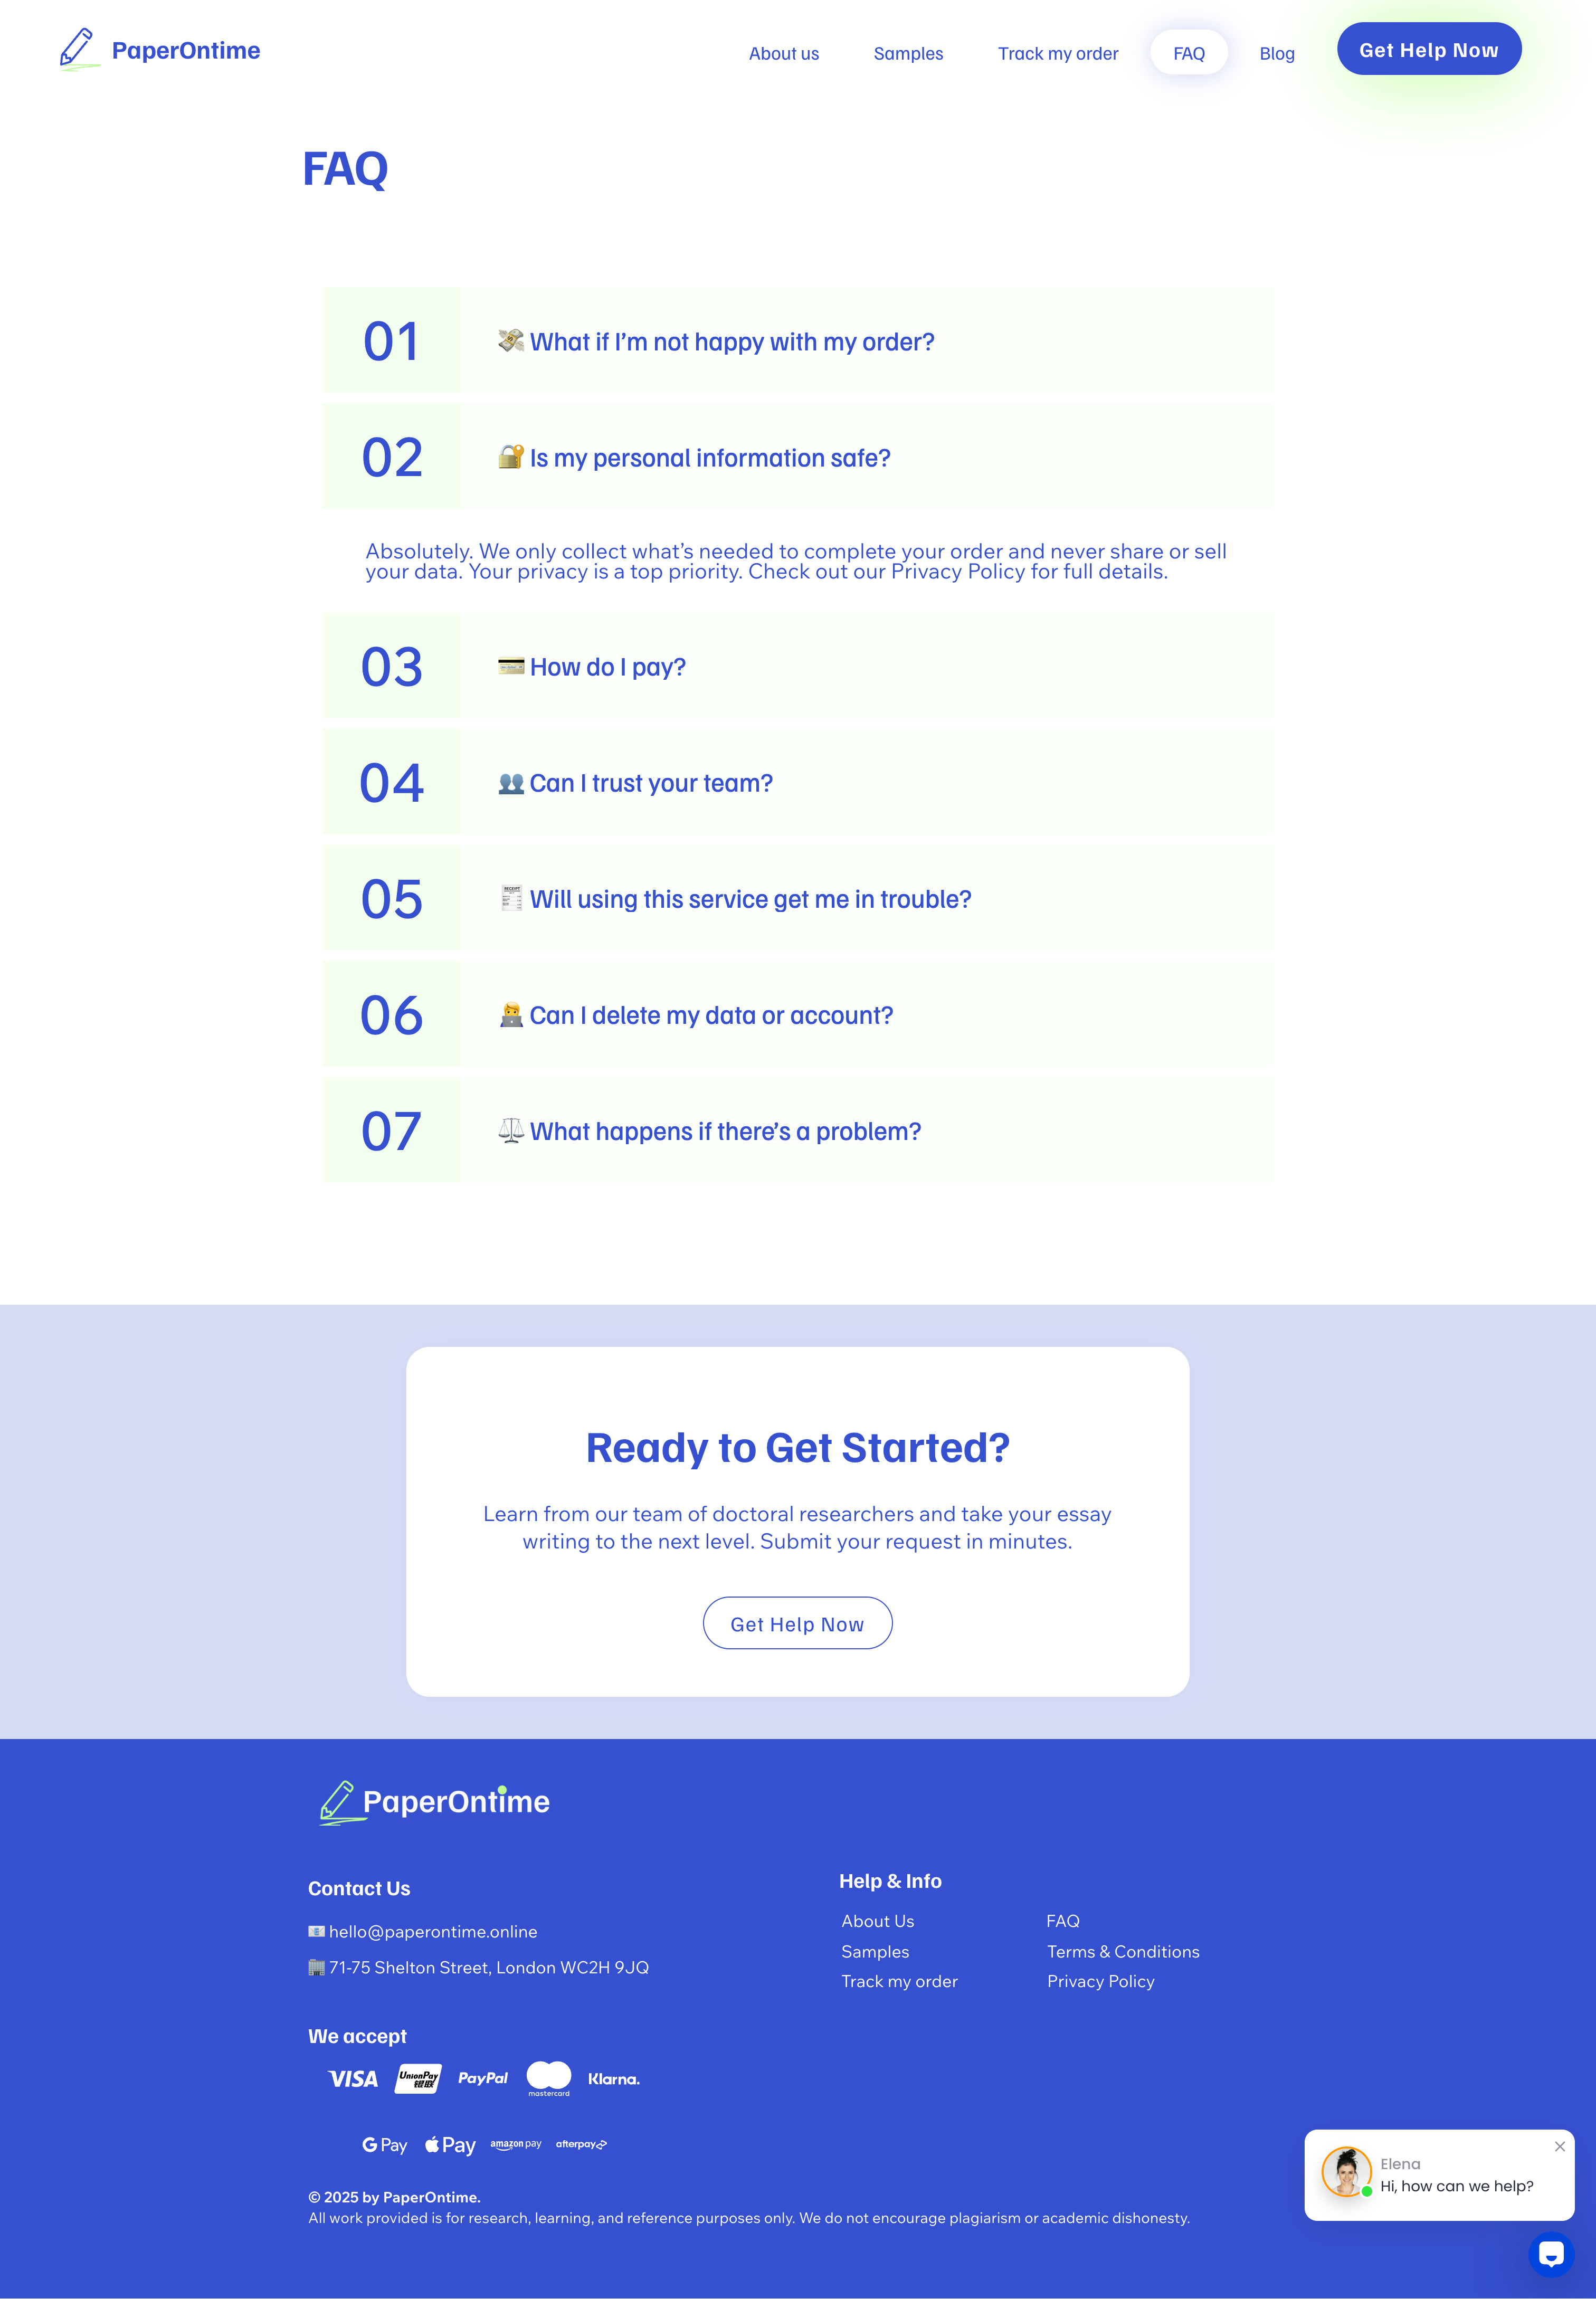 PaperOntime
About us
Samples
Track my order
FAQ
Blog
Get Help Now
FAQ
01
💸 What if I’m not happy with my order?
02
🔐 Is my personal information safe?
Absolutely. We only collect what’s needed to complete your order and never share or sell
your data. Your privacy is a top priority. Check out our Privacy Policy for full details.
03
💳 How do I pay?
04
👥 Can I trust your team?
05
🧾 Will using this service get me in trouble?
06
🧑‍💻 Can I delete my data or account?
07
⚖️ What happens if there’s a problem?
Ready to Get Started?
Learn from our team of doctoral researchers and take your essay
writing to the next level. Submit your request in minutes.
Get Help Now
PaperOntime
Contact Us
📧 hello@paperontime.online
🏢 71-75 Shelton Street, London WC2H 9JQ
Help & Info
About Us
Samples
Track my order
FAQ
Terms & Conditions
Privacy Policy
We accept
VISA
UnionPay
银联
PayPal
mastercard
Klarna.
G Pay
Pay
amazon pay
afterpay
© 2025 by PaperOntime.
All work provided is for research, learning, and reference purposes only. We do not encourage plagiarism or academic dishonesty.
Elena
Hi, how can we help?